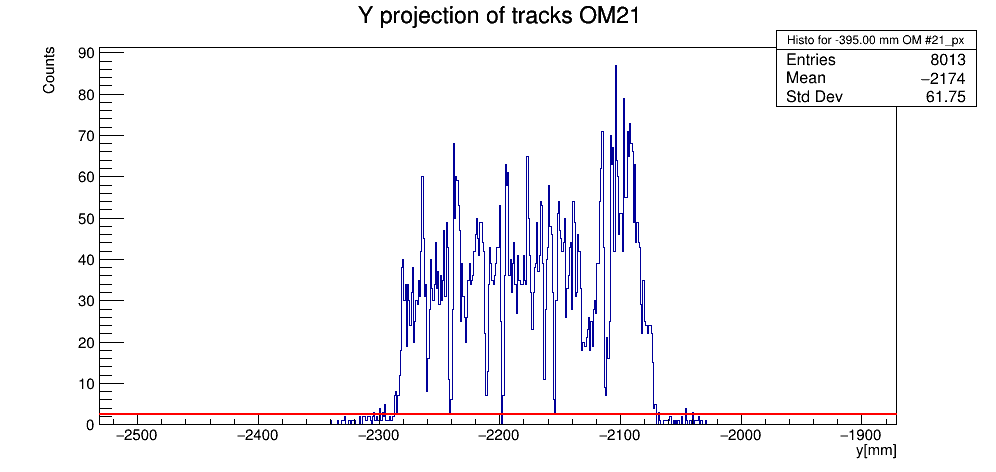 Y projection of tracks OM21
Histo for -395.00 mm OM #21_px
Entries 8013
Mean −2174
Std Dev 61.75
Counts
90
80
70
60
50
40
30
20
10
0
−2500 −2400 −2300 −2200 −2100 −2000 −1900
y[mm]